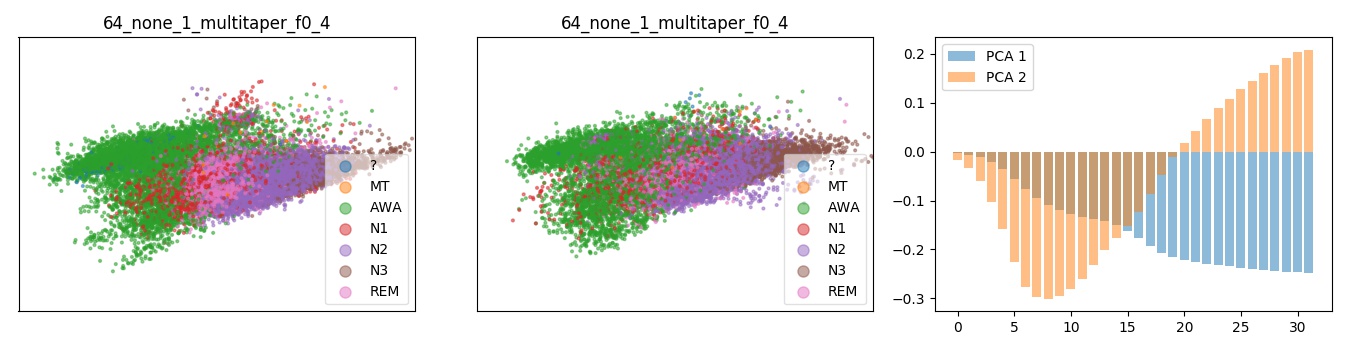 64_none_1_multitaper_f0_4
?
MT
AWA
N1
N2
N3
REM
64_none_1_multitaper_f0_4
?
MT
AWA
N1
N2
N3
REM
PCA 1
PCA 2
0.2
0.1
0.0
−0.1
−0.2
−0.3
0 5 10 15 20 25 30